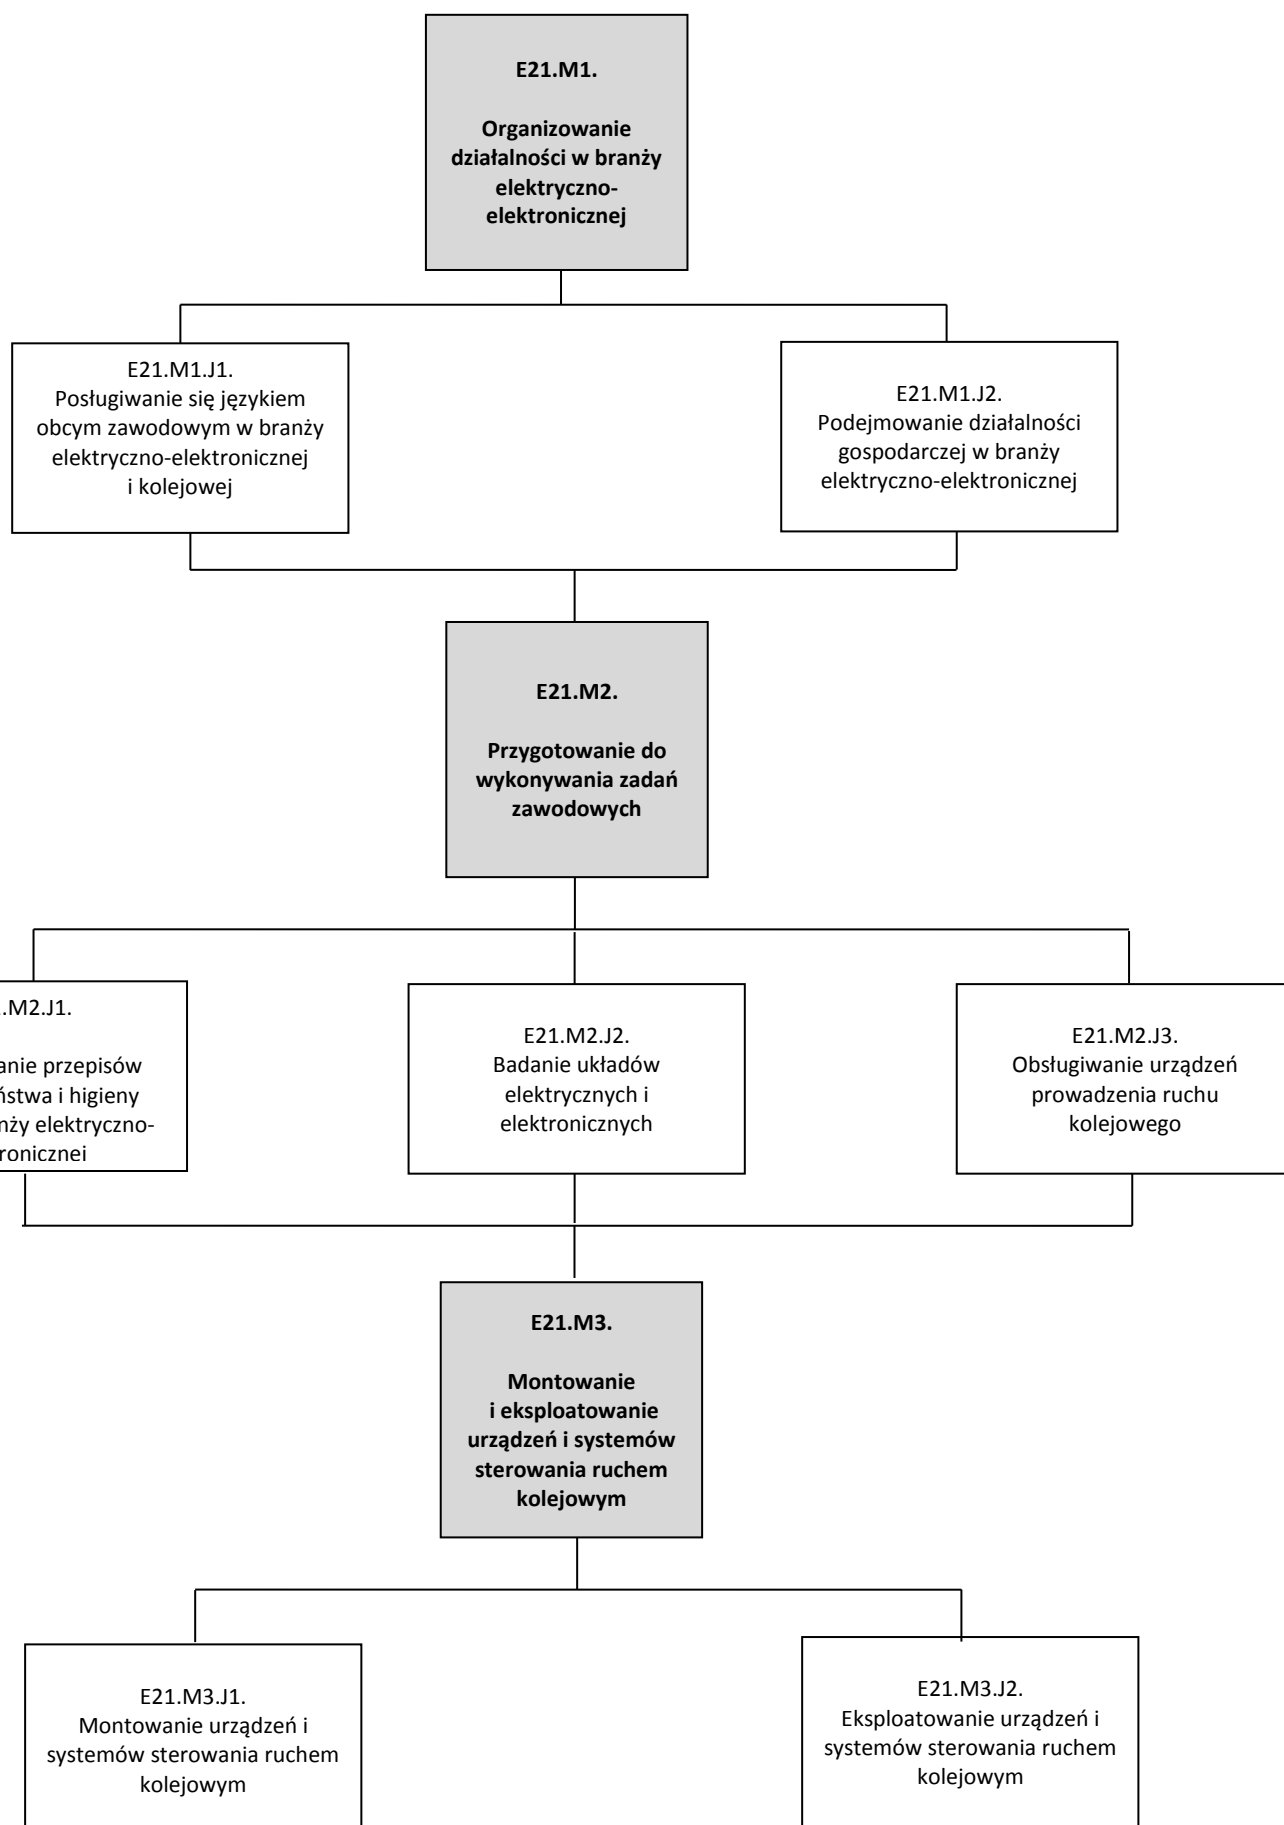 E21.M1.
Organizowanie
działalności w branży
elektryczno-
elektronicznej
E21.M1.J1.
Posługiwanie się językiem
obcym zawodowym w branży
elektryczno-elektronicznej
i kolejowej
E21.M1.J2.
Podejmowanie działalności
gospodarczej w branży
elektryczno-elektronicznej
E21.M2.
Przygotowanie do
wykonywania zadań
zawodowych
.M2.J1.
anie przepisów
ństwa i higieny
nży elektryczno-
ronicznej
E21.M2.J2.
Badanie układów
elektrycznych i
elektronicznych
E21.M2.J3.
Obsługiwanie urządzeń
prowadzenia ruchu
kolejowego
E21.M3.
Montowanie
i eksploatowanie
urządzeń i systemów
sterowania ruchem
kolejowym
E21.M3.J1.
Montowanie urządzeń i
systemów sterowania ruchem
kolejowym
E21.M3.J2.
Eksploatowanie urządzeń i
systemów sterowania ruchem
kolejowym